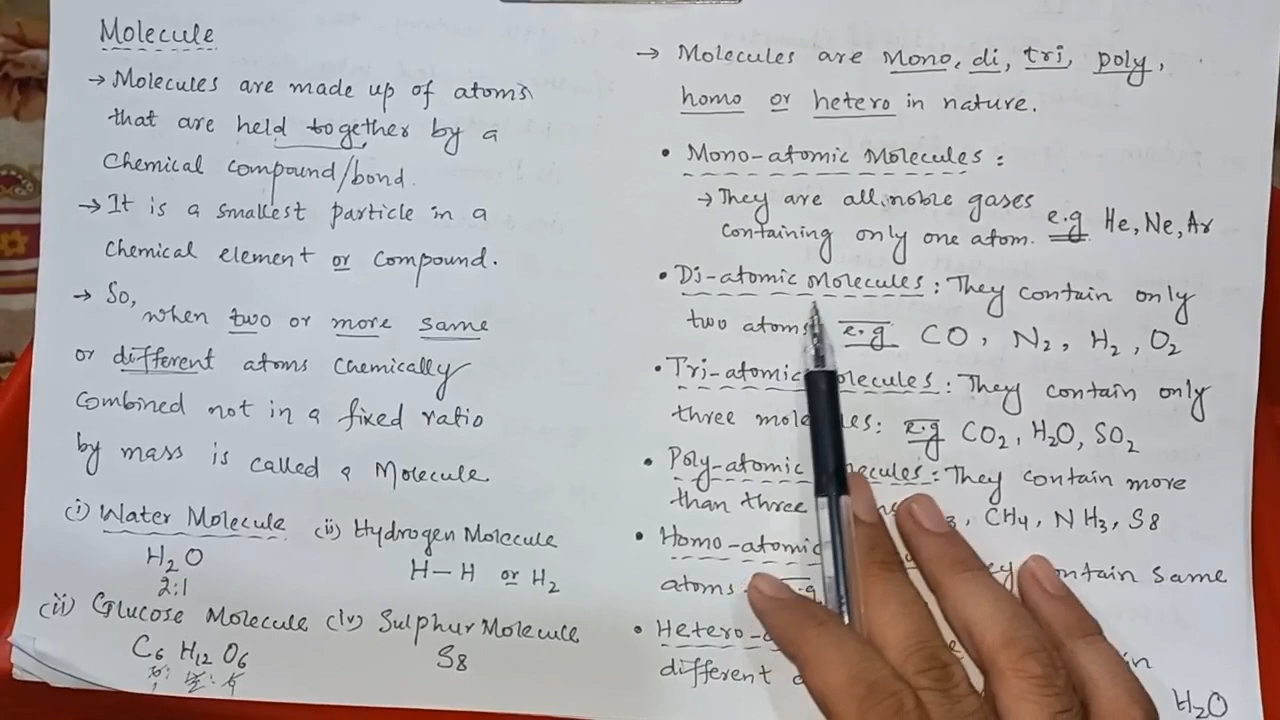 Molecule
→ Molecules are made up of atoms
that are held together by a
Chemical compound/bond.
→ It is a smallest particle in a
chemical element or compound.
→ So, when two or more same
or different atoms chemically
combined not in a fixed ratio
by mass is called a Molecule
(i) Water Molecule (ii) Hydrogen Molecule
H2O H-H or H2
2:1
(ii) Glucose Molecule (iv) Sulphur Molecule
C6 H12 O6 S8
→ Molecules are Mono, di, tri, poly,
homo or hetero in nature.
• Mono-atomic Molecules :
→ They are all noble gases
containing only one atom. e.g He, Ne, Ar
• Di-atomic Molecules : They contain only
two atoms e.g CO, N2, H2, O2
• Tri-atomic Molecules : They contain only
three molecules: e.g CO2, H2O, SO2
• Poly-atomic Molecules : They contain more
than three 3, CH4, NH3, S8
• Homo-atomic They contain same
atoms. e.g
• Hetero-
different
H2O